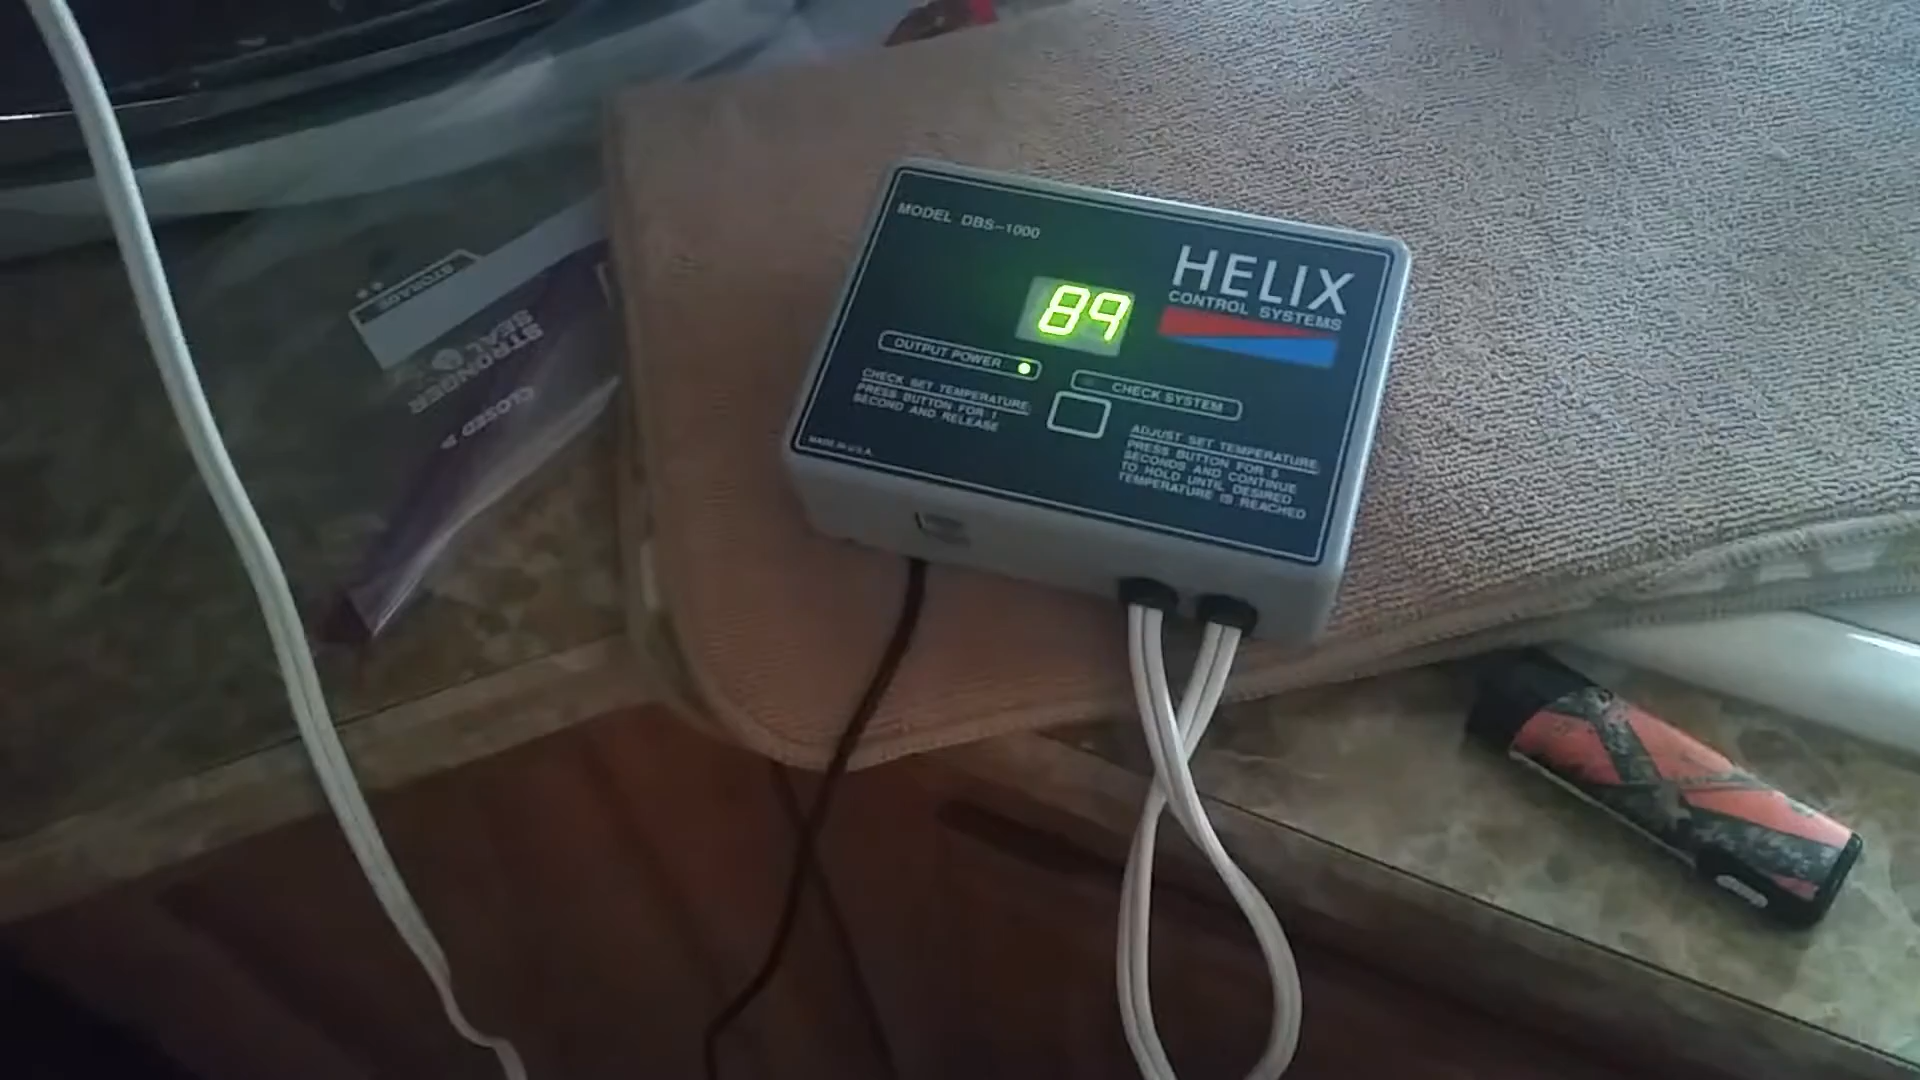 MODEL DBS-1000
HELIX
CONTROL SYSTEMS
89
OUTPUT POWER
CHECK SYSTEM
CHECK SET TEMPERATURE:
PRESS BUTTON FOR 1
SECOND AND RELEASE
ADJUST SET TEMPERATURE:
PRESS BUTTON FOR 5
SECONDS AND CONTINUE
TO HOLD UNTIL DESIRED
TEMPERATURE IS REACHED
MADE IN U.S.A.
STORAGE
STRONGER
SEAL
CLOSED